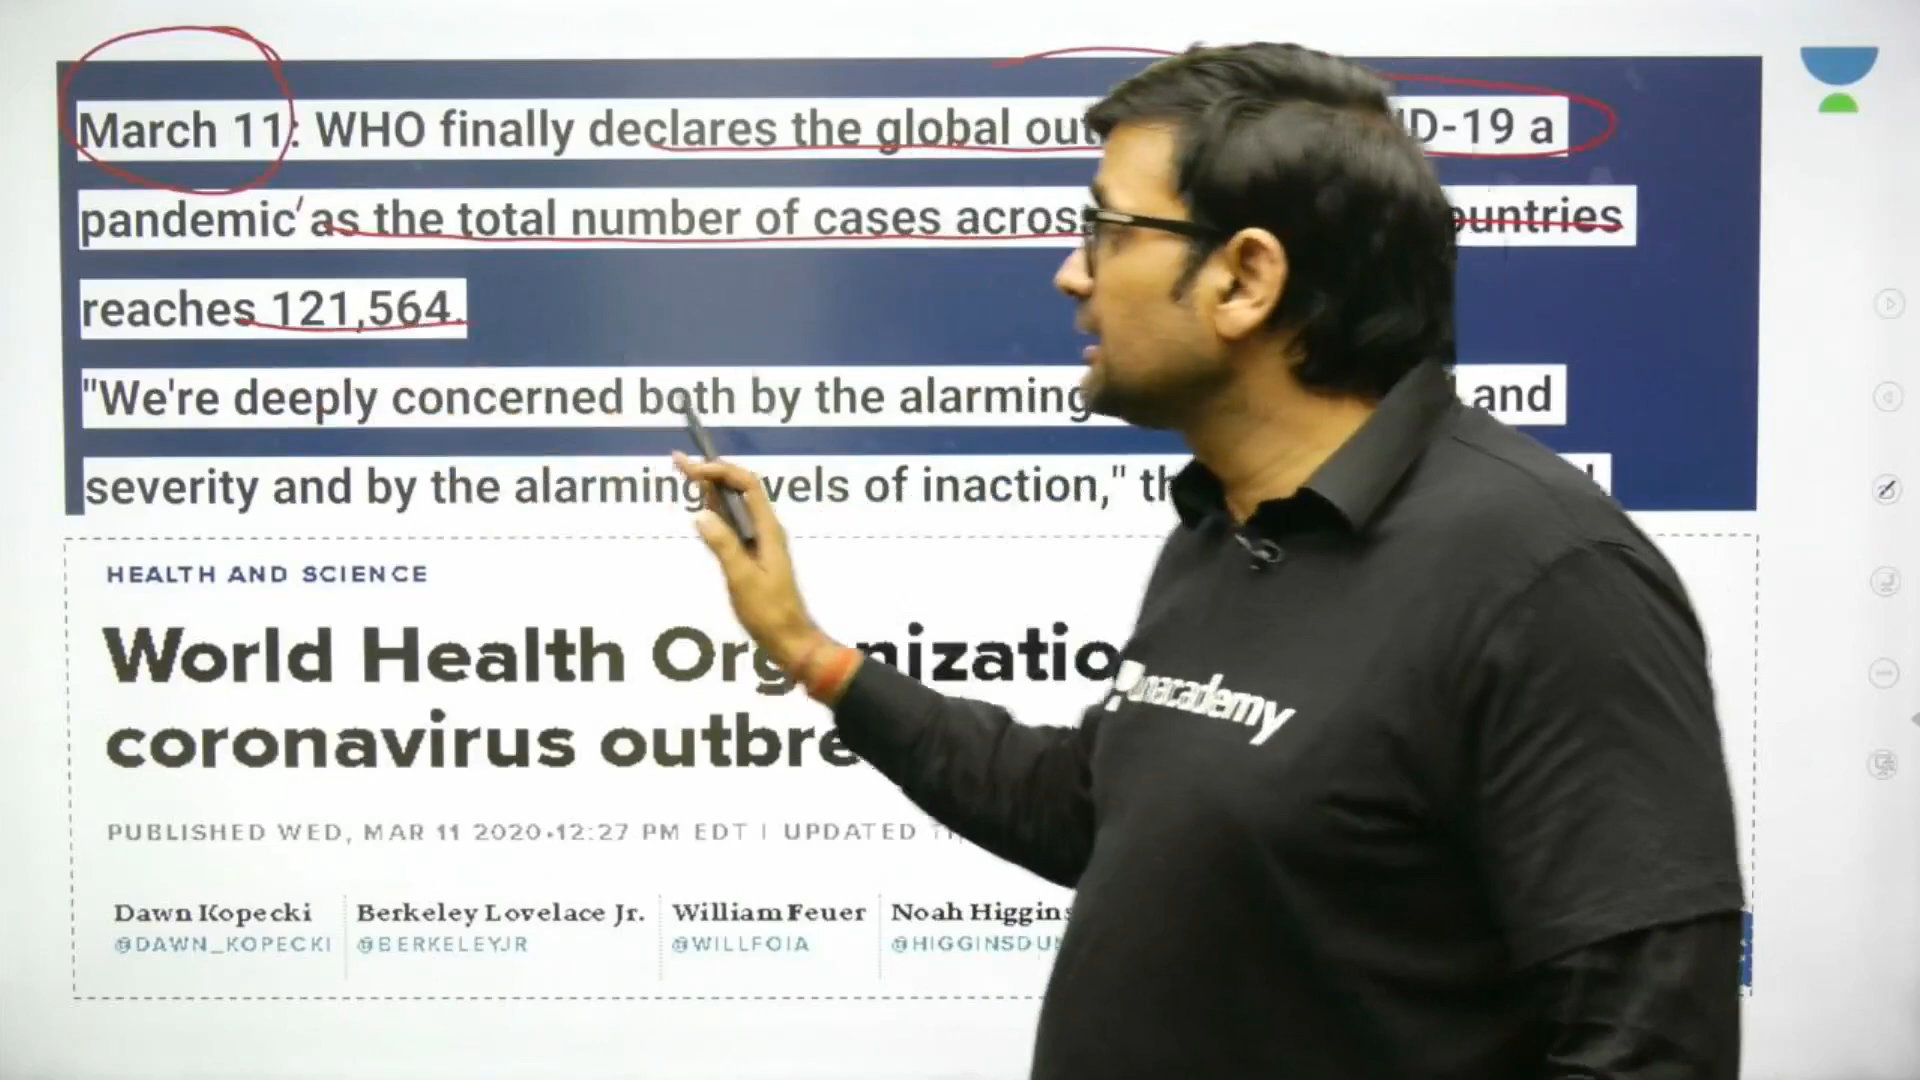 March 11: WHO finally declares the global out D-19 a
pandemic as the total number of cases across ountries
reaches 121,564.
"We're deeply concerned both by the alarming and
severity and by the alarming vels of inaction," th
HEALTH AND SCIENCE
World Health Organizatio
coronavirus outbre
PUBLISHED WED, MAR 11 2020•12:27 PM EDT | UPDATED
Dawn Kopecki
@DAWN_KOPECKI
Berkeley Lovelace Jr.
@BERKELEYJR
William Feuer
@WILLFOIA
Noah Higgins
@HIGGINSDU
unacademy